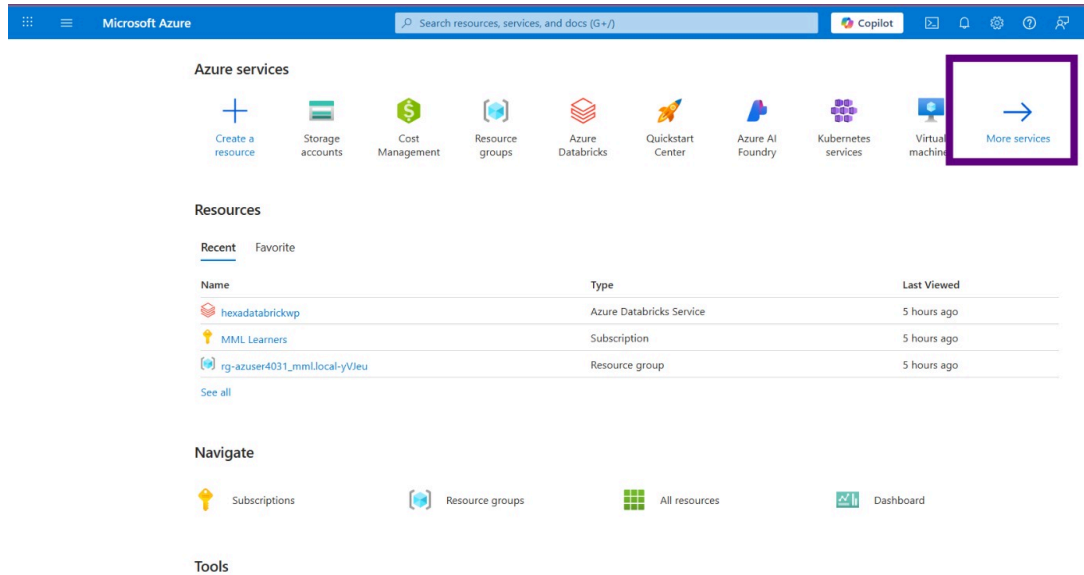 Microsoft Azure
Search resources, services, and docs (G+/)
Copilot
Azure services
Create a resource
Storage accounts
Cost Management
Resource groups
Azure Databricks
Quickstart Center
Azure AI Foundry
Kubernetes services
Virtual machine
More services
Resources
Recent Favorite
Name Type Last Viewed
hexadatabrickwp Azure Databricks Service 5 hours ago
MML Learners Subscription 5 hours ago
rg-azuser4031_mml.local-yVJeu Resource group 5 hours ago
See all
Navigate
Subscriptions Resource groups All resources Dashboard
Tools